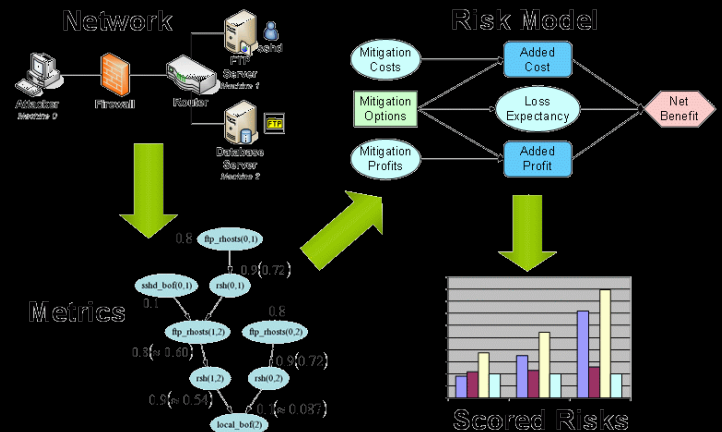 Network
sshd
FTP
Server
Machine 1
Attacker
Machine 0
Firewall
Router
FTP
Database
Server
Machine 2
Risk Model
Mitigation
Costs
Added
Cost
Mitigation
Options
Loss
Expectancy
Net
Benefit
Mitigation
Profits
Added
Profit
Metrics
0.8
ftp_rhosts(0,1)
0.9(0.72)
sshd_bof(0,1)
rsh(0,1)
0.1
0.8
ftp_rhosts(1,2)
ftp_rhosts(0,2)
0.8(≈ 0.60)
0.9(0.72)
rsh(1,2)
rsh(0,2)
0.9(≈ 0.54)
0.1(≈ 0.087)
local_bof(2)
Scored Risks